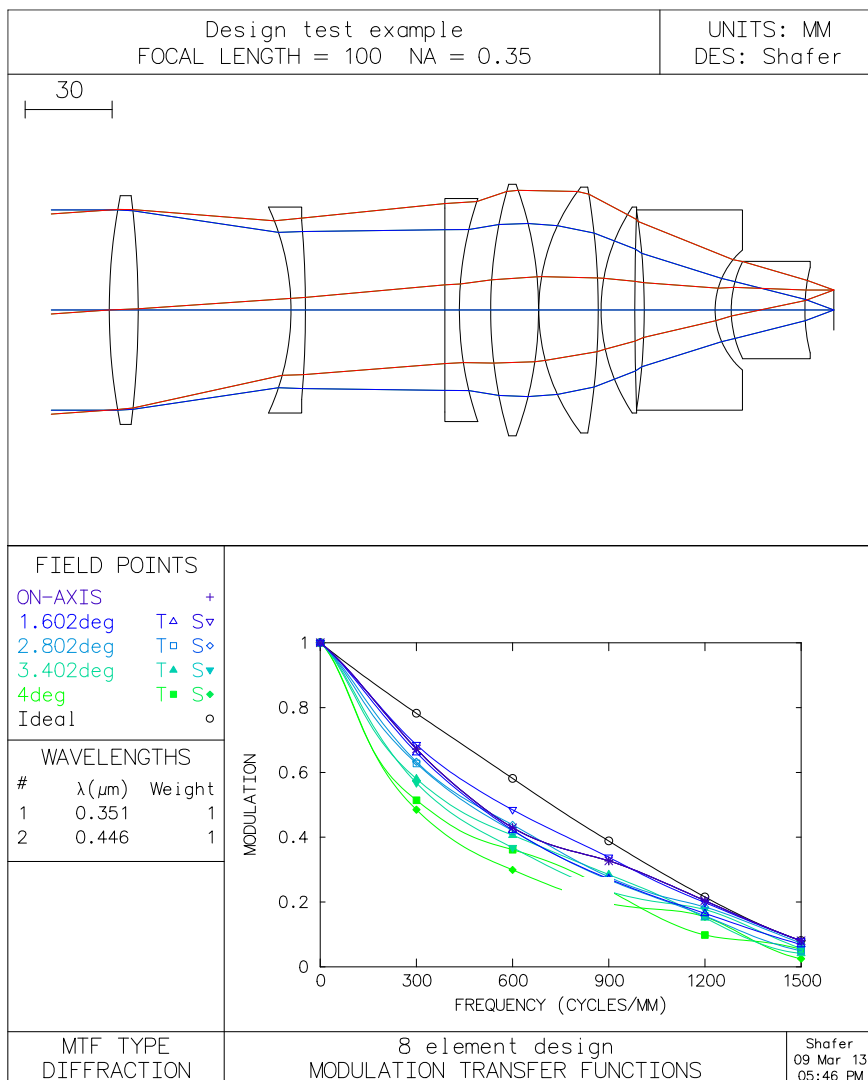 Design test example
FOCAL LENGTH = 100 NA = 0.35
UNITS: MM
DES: Shafer
30
FIELD POINTS
ON-AXIS +
1.602deg T△ S▽
2.802deg T□ S◇
3.402deg T▲ S▼
4deg T■ S◆
Ideal ○
WAVELENGTHS
# λ(μm) Weight
1 0.351 1
2 0.446 1
1
0.8
0.6
0.4
0.2
0
MODULATION
0 300 600 900 1200 1500
FREQUENCY (CYCLES/MM)
MTF TYPE
DIFFRACTION
8 element design
MODULATION TRANSFER FUNCTIONS
Shafer
09 Mar 13
05:46 PM